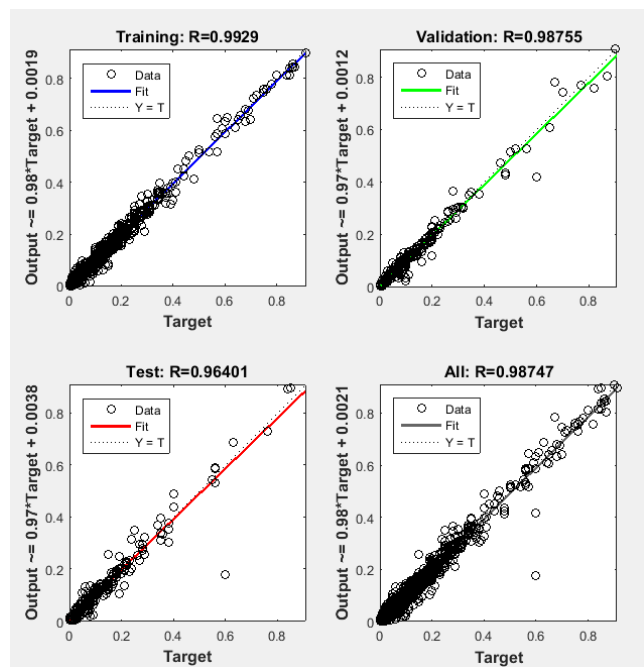 Training: R=0.9929
Output ~= 0.98*Target + 0.0019
0.8
0.6
0.4
0.2
0
Data
Fit
Y = T
0 0.2 0.4 0.6 0.8
Target
Validation: R=0.98755
Output ~= 0.97*Target + 0.0012
0.8
0.6
0.4
0.2
0
Data
Fit
Y = T
0 0.2 0.4 0.6 0.8
Target
Test: R=0.96401
Output ~= 0.97*Target + 0.0038
0.8
0.6
0.4
0.2
0
Data
Fit
Y = T
0 0.2 0.4 0.6 0.8
Target
All: R=0.98747
Output ~= 0.98*Target + 0.0021
0.8
0.6
0.4
0.2
0
Data
Fit
Y = T
0 0.2 0.4 0.6 0.8
Target